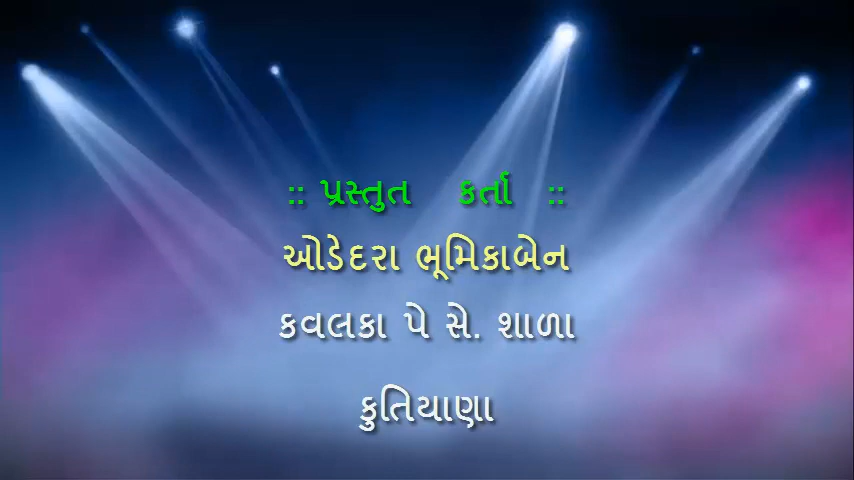 :: પ્રસ્તુત કર્તા ::
ઓડેદરા ભૂમિકાબેન
કવલકા પે સે. શાળા
કુતિયાણા